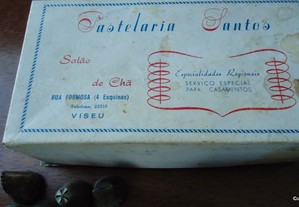 Pastelaria Santos
Salão
de Chá
RUA FORMOSA (4 Esquinas)
VISEU
Especialidades Regionais
SERVIÇO ESPECIAL
PARA CASAMENTOS